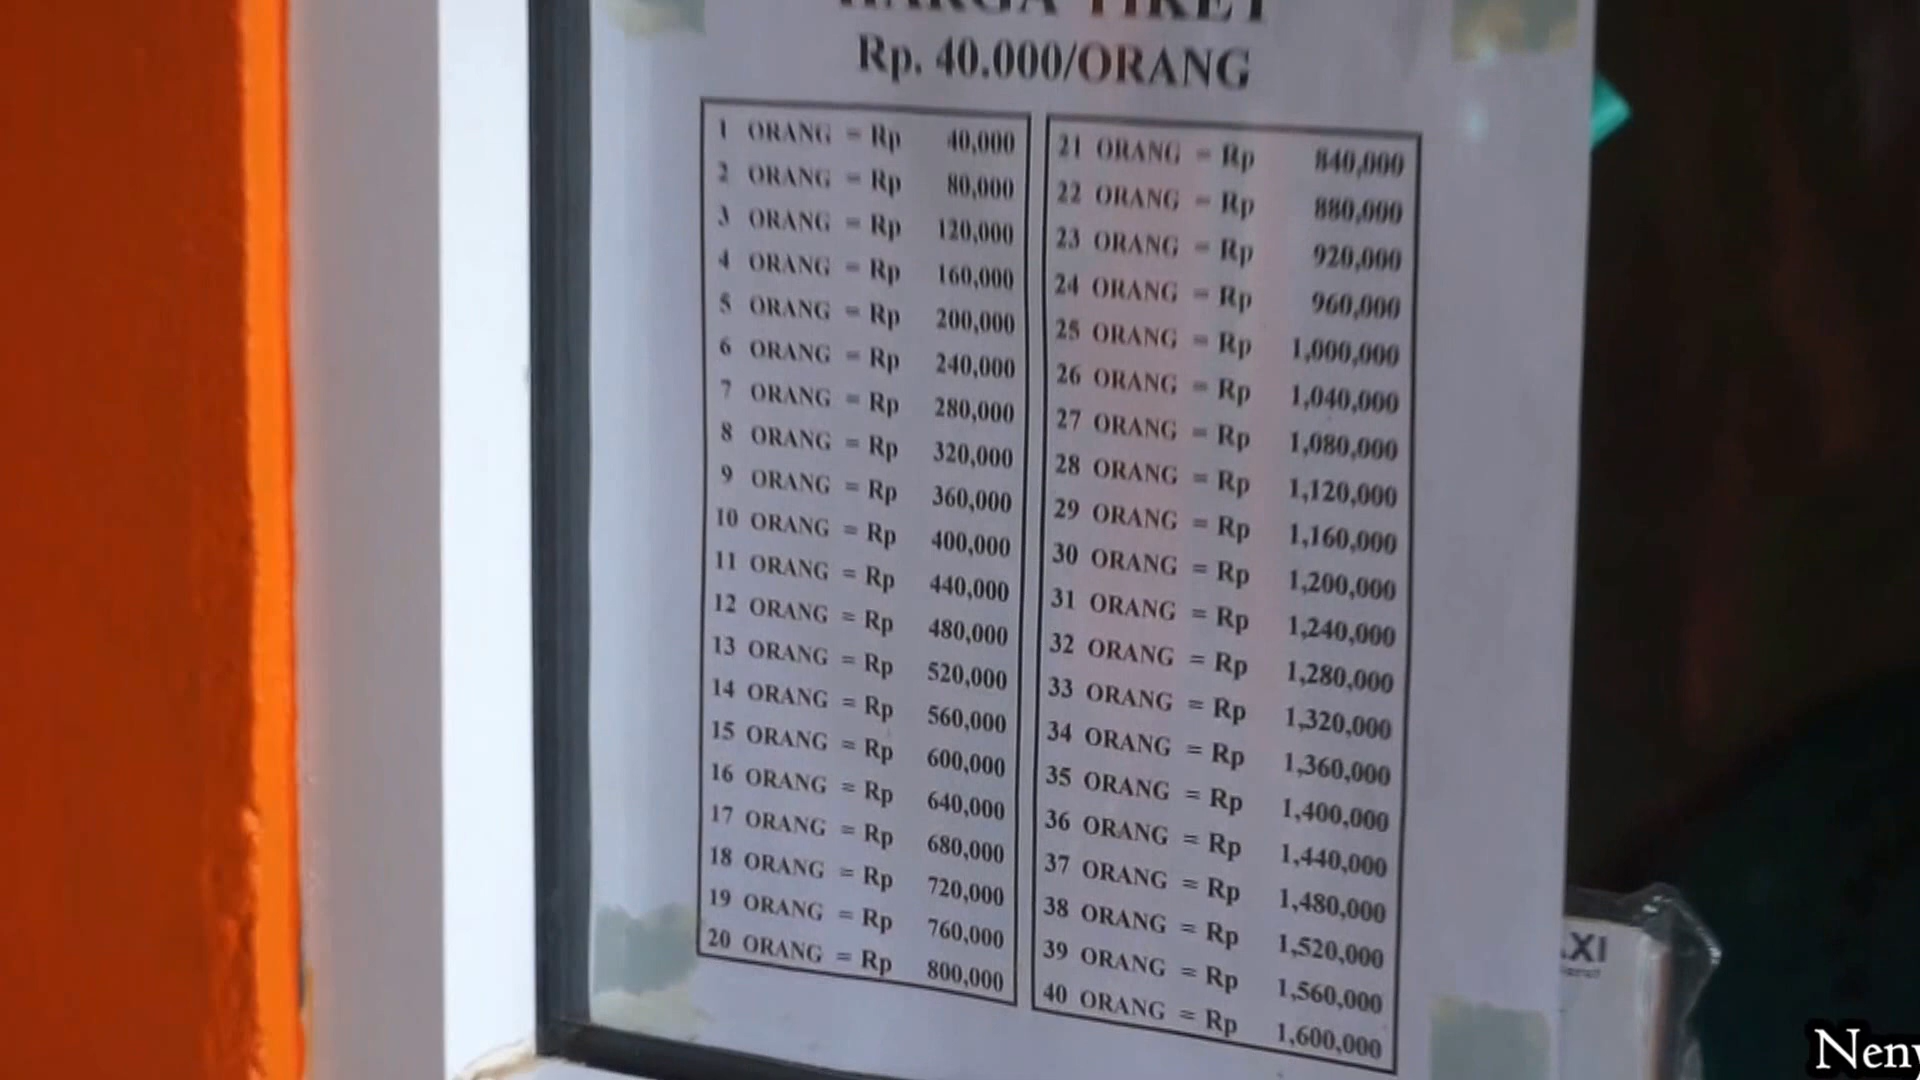 HARGA TIKET
Rp. 40.000/ORANG
1 ORANG = Rp 40,000
2 ORANG = Rp 80,000
3 ORANG = Rp 120,000
4 ORANG = Rp 160,000
5 ORANG = Rp 200,000
6 ORANG = Rp 240,000
7 ORANG = Rp 280,000
8 ORANG = Rp 320,000
9 ORANG = Rp 360,000
10 ORANG = Rp 400,000
11 ORANG = Rp 440,000
12 ORANG = Rp 480,000
13 ORANG = Rp 520,000
14 ORANG = Rp 560,000
15 ORANG = Rp 600,000
16 ORANG = Rp 640,000
17 ORANG = Rp 680,000
18 ORANG = Rp 720,000
19 ORANG = Rp 760,000
20 ORANG = Rp 800,000
21 ORANG = Rp 840,000
22 ORANG = Rp 880,000
23 ORANG = Rp 920,000
24 ORANG = Rp 960,000
25 ORANG = Rp 1,000,000
26 ORANG = Rp 1,040,000
27 ORANG = Rp 1,080,000
28 ORANG = Rp 1,120,000
29 ORANG = Rp 1,160,000
30 ORANG = Rp 1,200,000
31 ORANG = Rp 1,240,000
32 ORANG = Rp 1,280,000
33 ORANG = Rp 1,320,000
34 ORANG = Rp 1,360,000
35 ORANG = Rp 1,400,000
36 ORANG = Rp 1,440,000
37 ORANG = Rp 1,480,000
38 ORANG = Rp 1,520,000
39 ORANG = Rp 1,560,000
40 ORANG = Rp 1,600,000